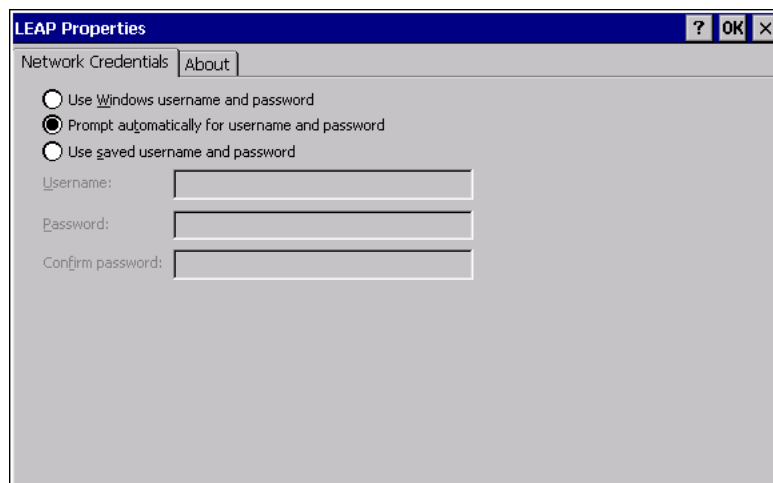 LEAP Properties ? OK ×
Network Credentials About
Use Windows username and password
Prompt automatically for username and password
Use saved username and password
Username:
Password:
Confirm password: